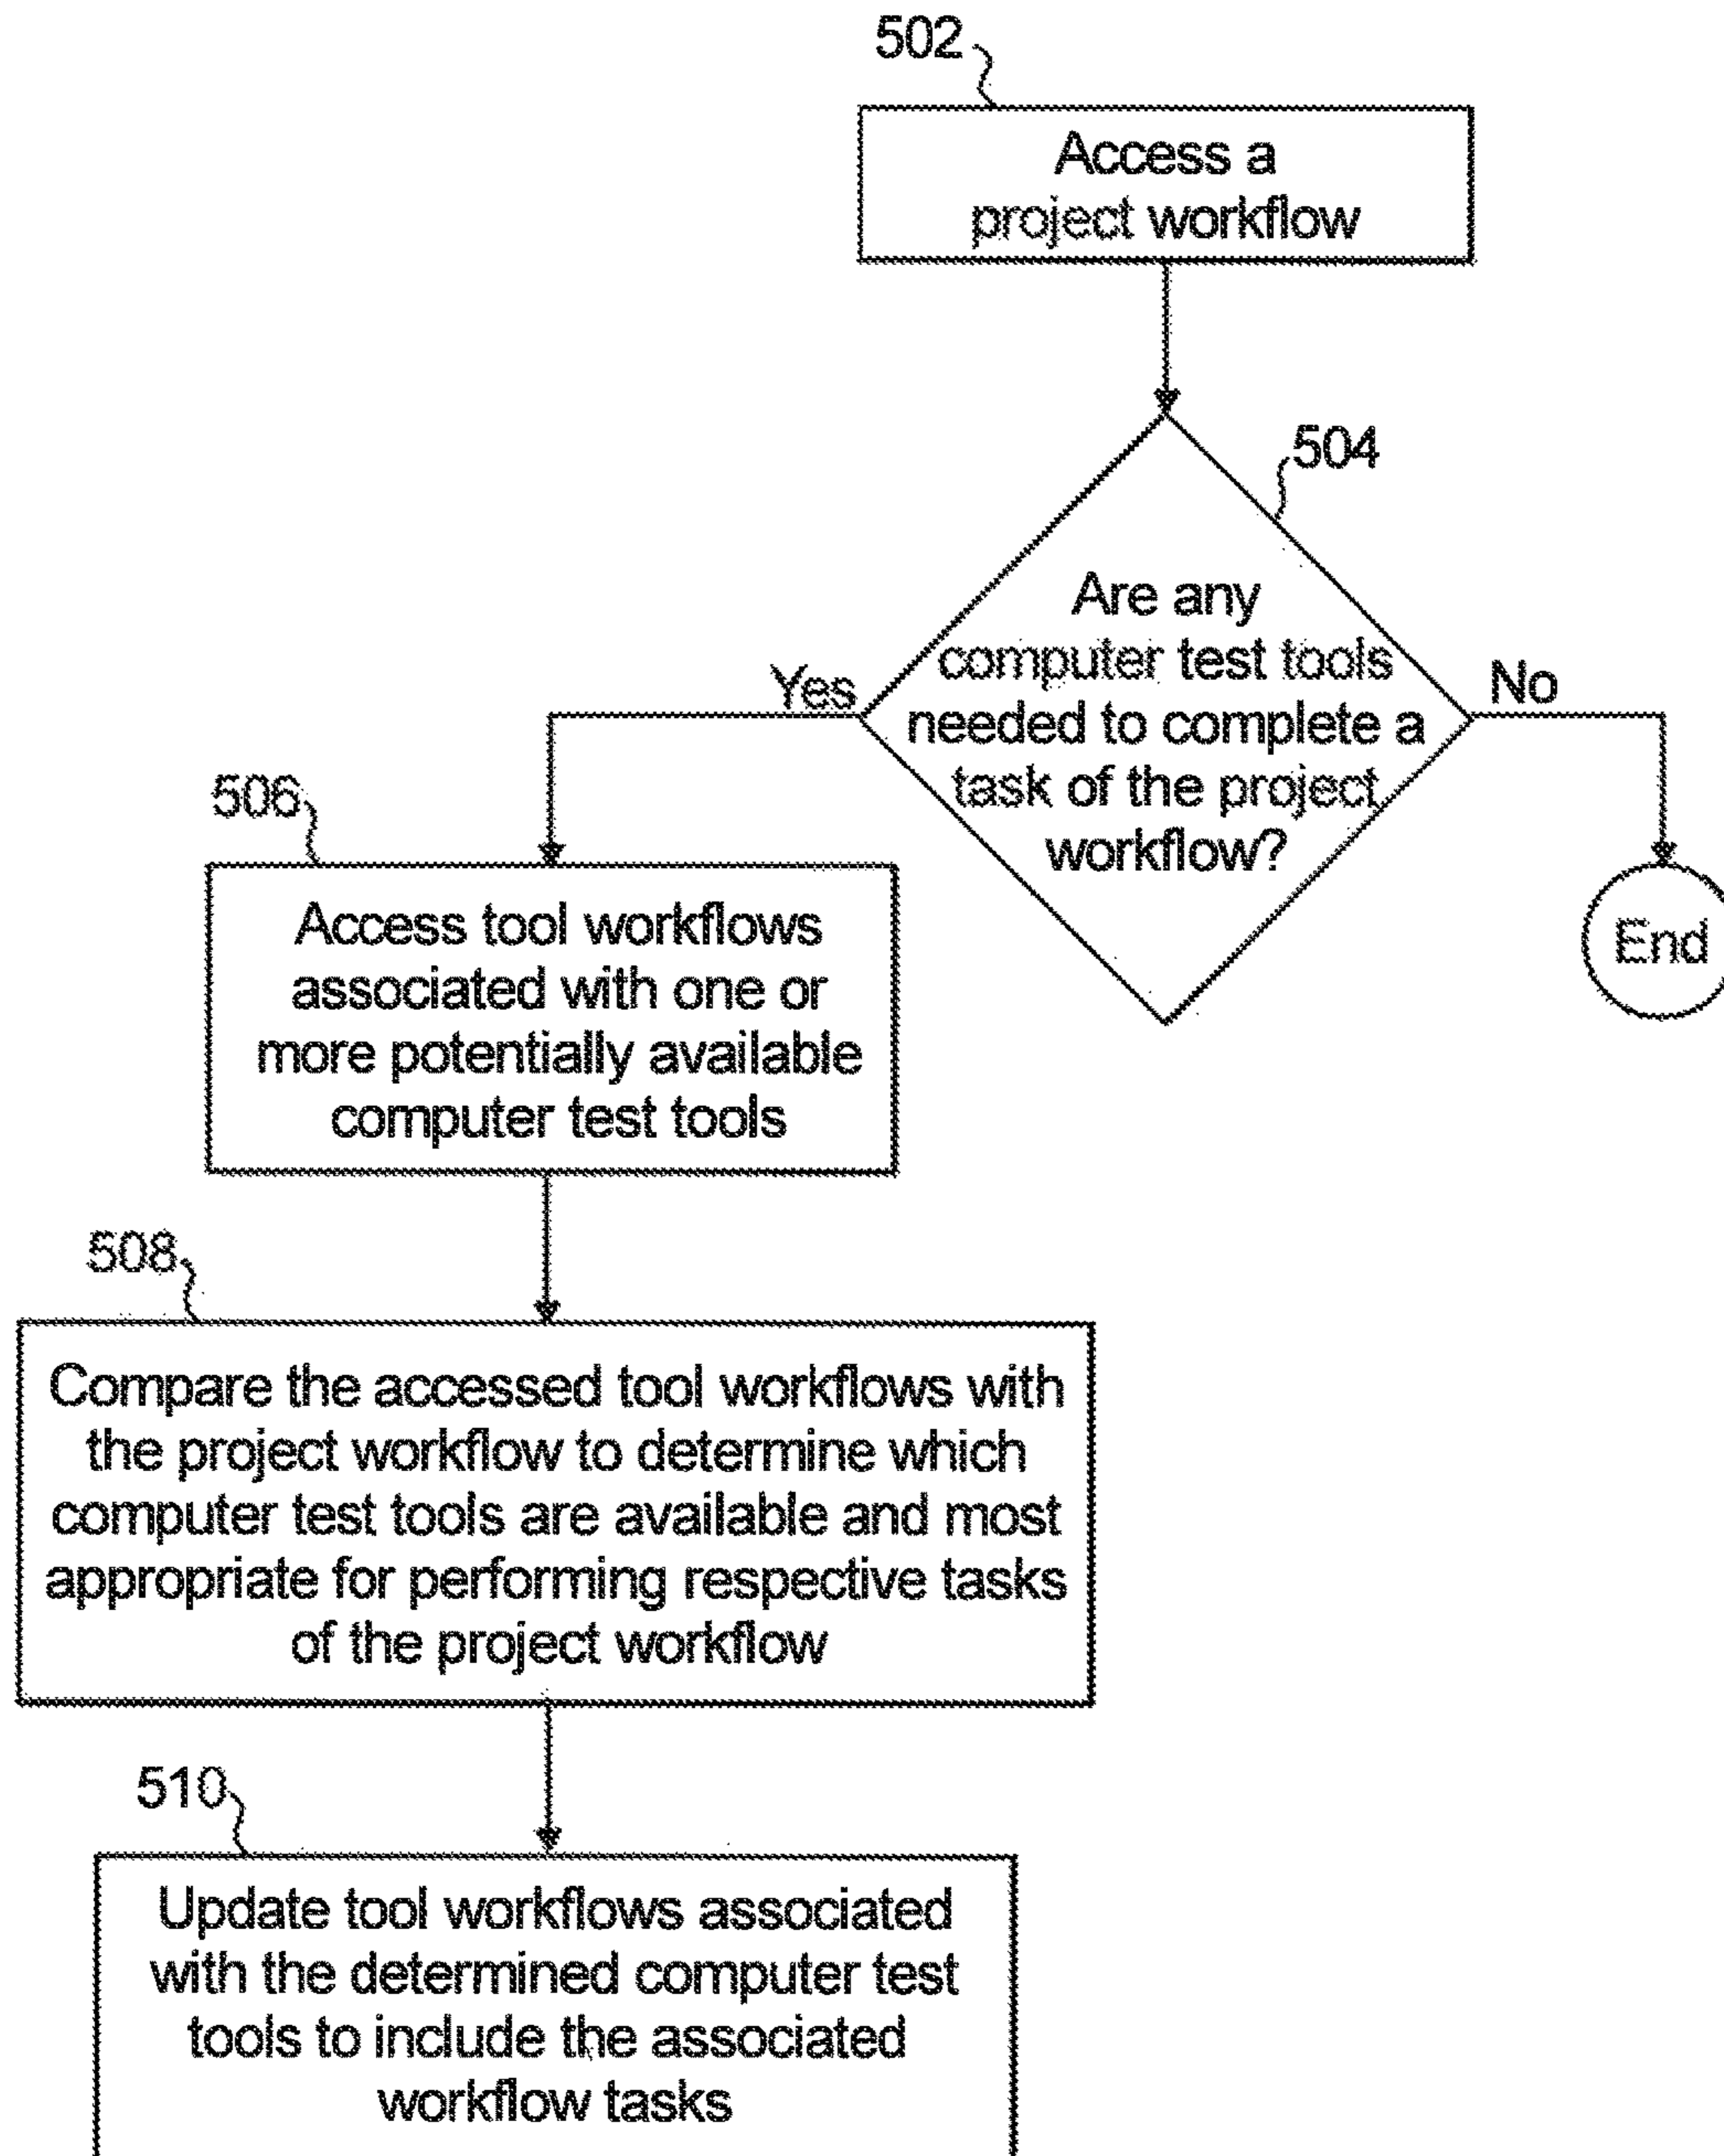 502
Access a
project workflow
504
Are any
computer test tools
needed to complete a
task of the project
workflow?
Yes
No
End
506
Access tool workflows
associated with one or
more potentially available
computer test tools
508
Compare the accessed tool workflows with
the project workflow to determine which
computer test tools are available and most
appropriate for performing respective tasks
of the project workflow
510
Update tool workflows associated
with the determined computer test
tools to include the associated
workflow tasks